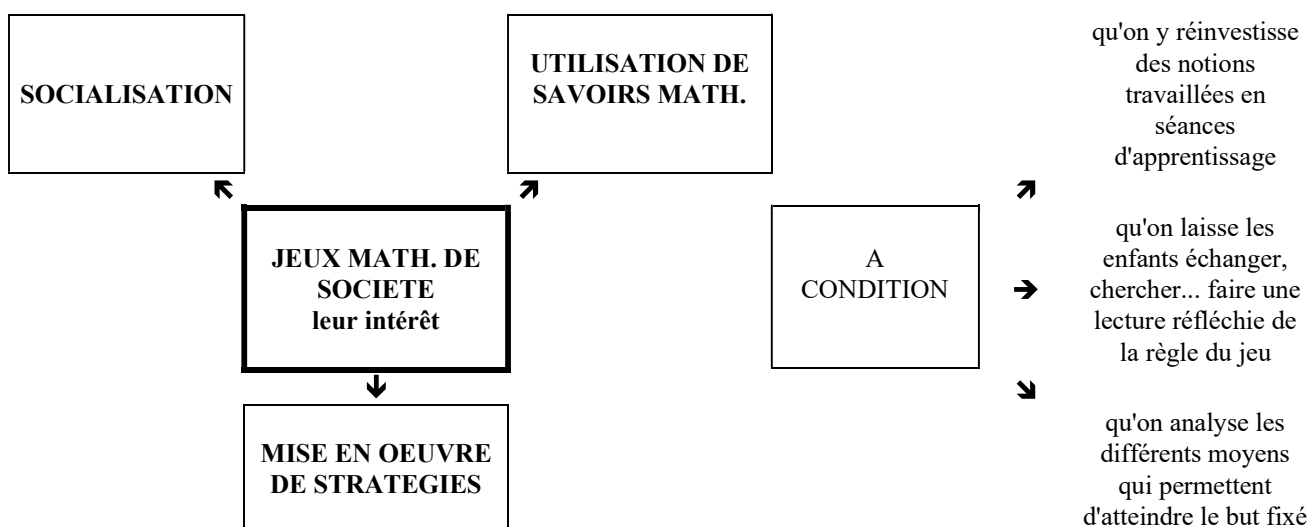 SOCIALISATION
UTILISATION DE
SAVOIRS MATH.
JEUX MATH. DE
SOCIETE
leur intérêt
MISE EN OEUVRE
DE STRATEGIES
A
CONDITION
qu'on y réinvestisse
des notions
travaillées en
séances
d'apprentissage
qu'on laisse les
enfants échanger,
chercher... faire une
lecture réfléchie de
la règle du jeu
qu'on analyse les
différents moyens
qui permettent
d'atteindre le but fixé